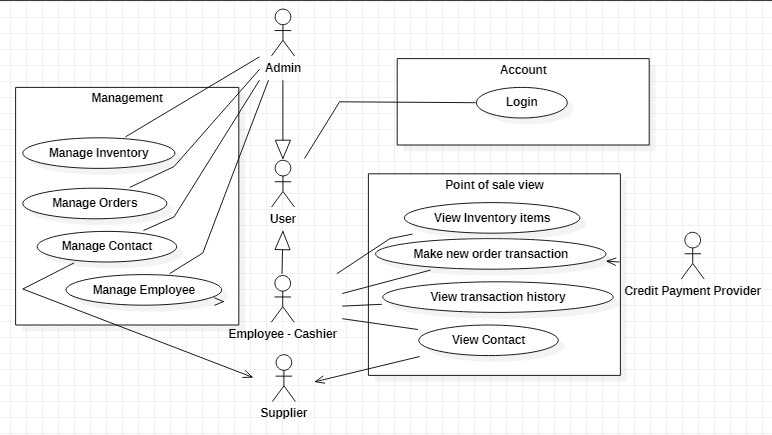 Admin
Account
Login
Management
Manage Inventory
Manage Orders
Manage Contact
Manage Employee
User
Point of sale view
View Inventory items
Make new order transaction
View transaction history
View Contact
Credit Payment Provider
Employee - Cashier
Supplier